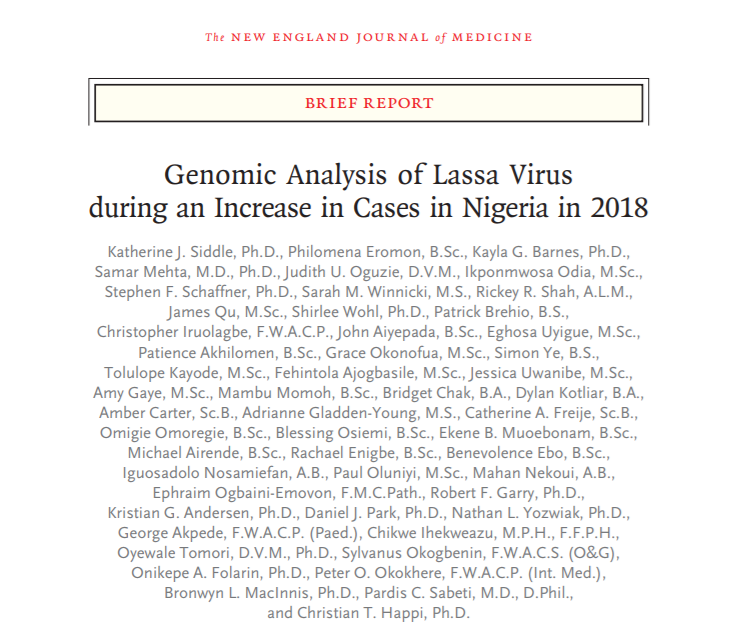 The NEW ENGLAND JOURNAL of MEDICINE
BRIEF REPORT
Genomic Analysis of Lassa Virus
during an Increase in Cases in Nigeria in 2018
Katherine J. Siddle, Ph.D., Philomena Eromon, B.Sc., Kayla G. Barnes, Ph.D.,
Samar Mehta, M.D., Ph.D., Judith U. Oguzie, D.V.M., Ikponmwosa Odia, M.Sc.,
Stephen F. Schaffner, Ph.D., Sarah M. Winnicki, M.S., Rickey R. Shah, A.L.M.,
James Qu, M.Sc., Shirlee Wohl, Ph.D., Patrick Brehio, B.S.,
Christopher Iruolagbe, F.W.A.C.P., John Aiyepada, B.Sc., Eghosa Uyigue, M.Sc.,
Patience Akhilomen, B.Sc., Grace Okonofua, M.Sc., Simon Ye, B.S.,
Tolulope Kayode, M.Sc., Fehintola Ajogbasile, M.Sc., Jessica Uwanibe, M.Sc.,
Amy Gaye, M.Sc., Mambu Momoh, B.Sc., Bridget Chak, B.A., Dylan Kotliar, B.A.,
Amber Carter, Sc.B., Adrianne Gladden-Young, M.S., Catherine A. Freije, Sc.B.,
Omigie Omoregie, B.Sc., Blessing Osiemi, B.Sc., Ekene B. Muoebonam, B.Sc.,
Michael Airende, B.Sc., Rachael Enigbe, B.Sc., Benevolence Ebo, B.Sc.,
Iguosadolo Nosamiefan, A.B., Paul Oluniyi, M.Sc., Mahan Nekoui, A.B.,
Ephraim Ogbaini-Emovon, F.M.C.Path., Robert F. Garry, Ph.D.,
Kristian G. Andersen, Ph.D., Daniel J. Park, Ph.D., Nathan L. Yozwiak, Ph.D.,
George Akpede, F.W.A.C.P. (Paed.), Chikwe Ihekweazu, M.P.H., F.F.P.H.,
Oyewale Tomori, D.V.M., Ph.D., Sylvanus Okogbenin, F.W.A.C.S. (O&G),
Onikepe A. Folarin, Ph.D., Peter O. Okokhere, F.W.A.C.P. (Int. Med.),
Bronwyn L. MacInnis, Ph.D., Pardis C. Sabeti, M.D., D.Phil.,
and Christian T. Happi, Ph.D.